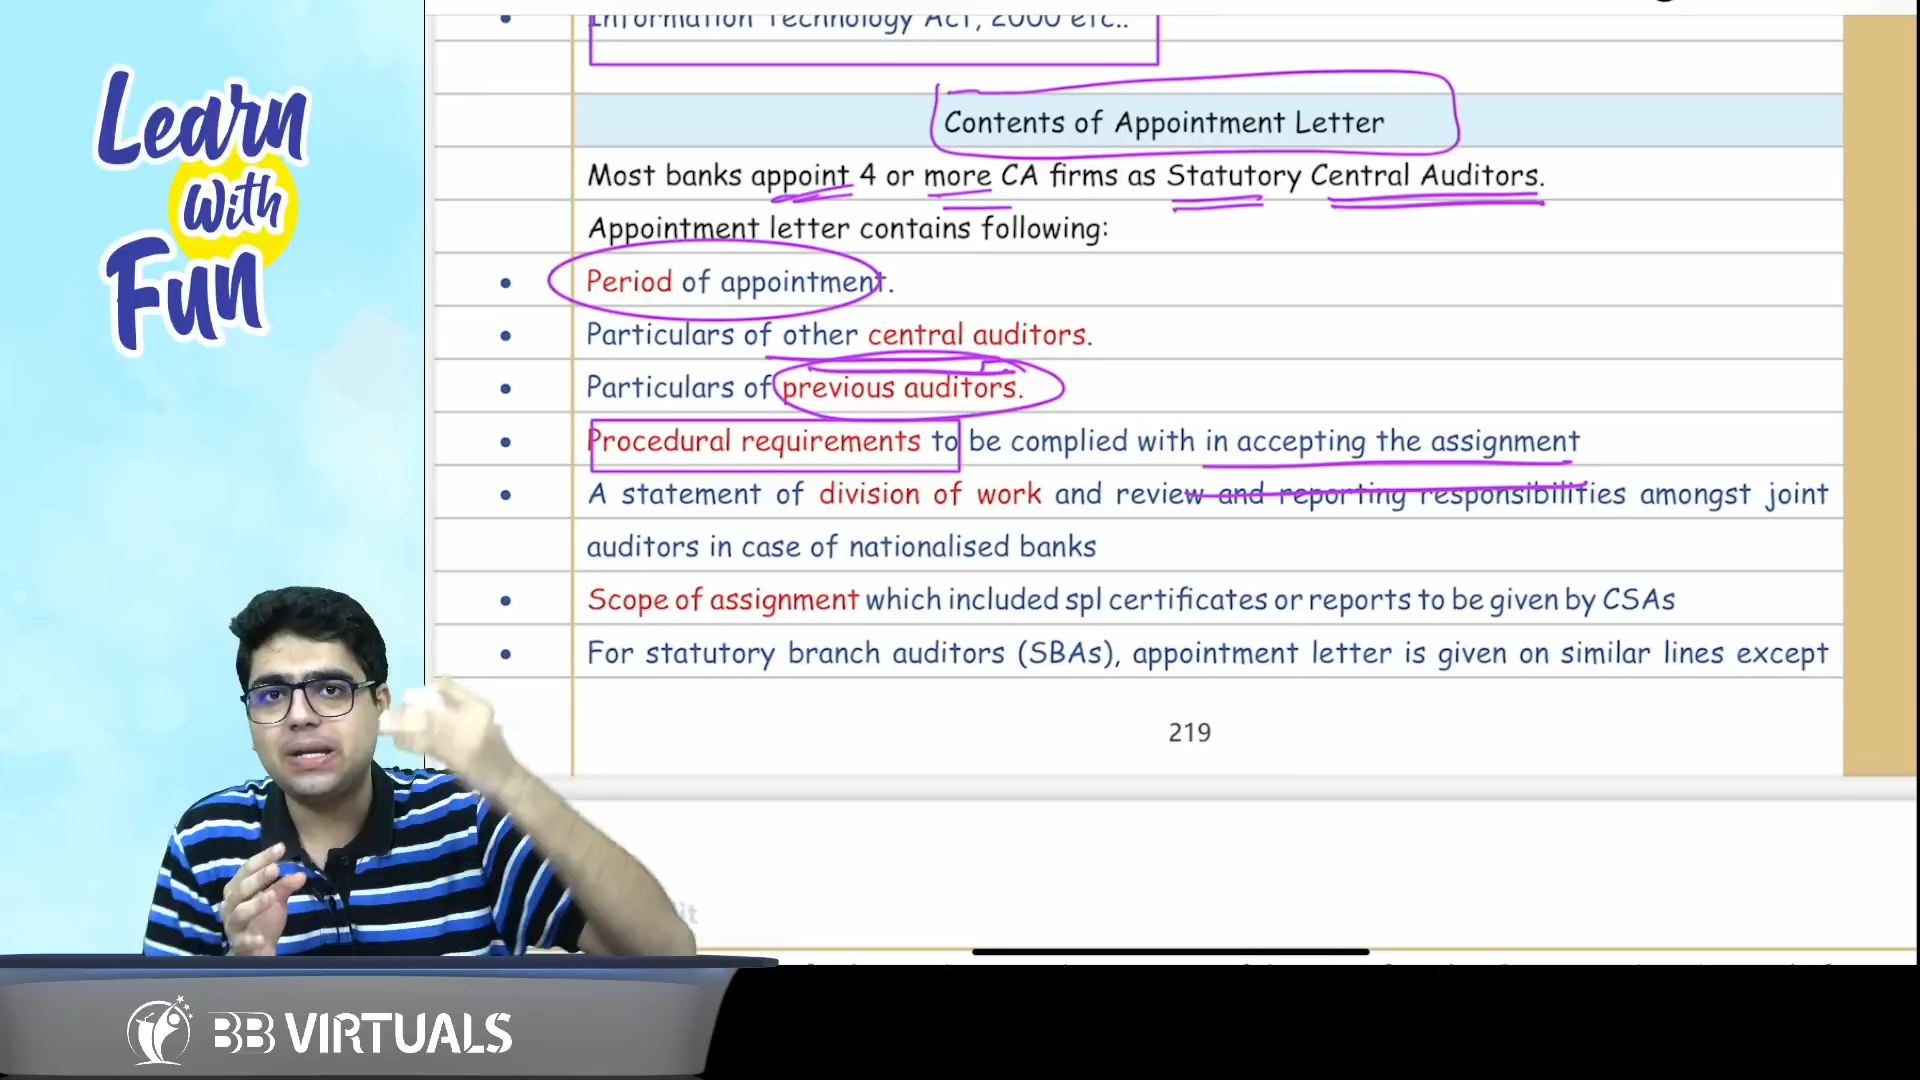 Information Technology Act, 2000 etc..
Learn
With
Fun
Contents of Appointment Letter
Most banks appoint 4 or more CA firms as Statutory Central Auditors.
Appointment letter contains following:
• Period of appointment.
• Particulars of other central auditors.
• Particulars of previous auditors.
• Procedural requirements to be complied with in accepting the assignment
• A statement of division of work and review and reporting responsibilities amongst joint
auditors in case of nationalised banks
• Scope of assignment which included spl certificates or reports to be given by CSAs
• For statutory branch auditors (SBAs), appointment letter is given on similar lines except
219
BB VIRTUALS